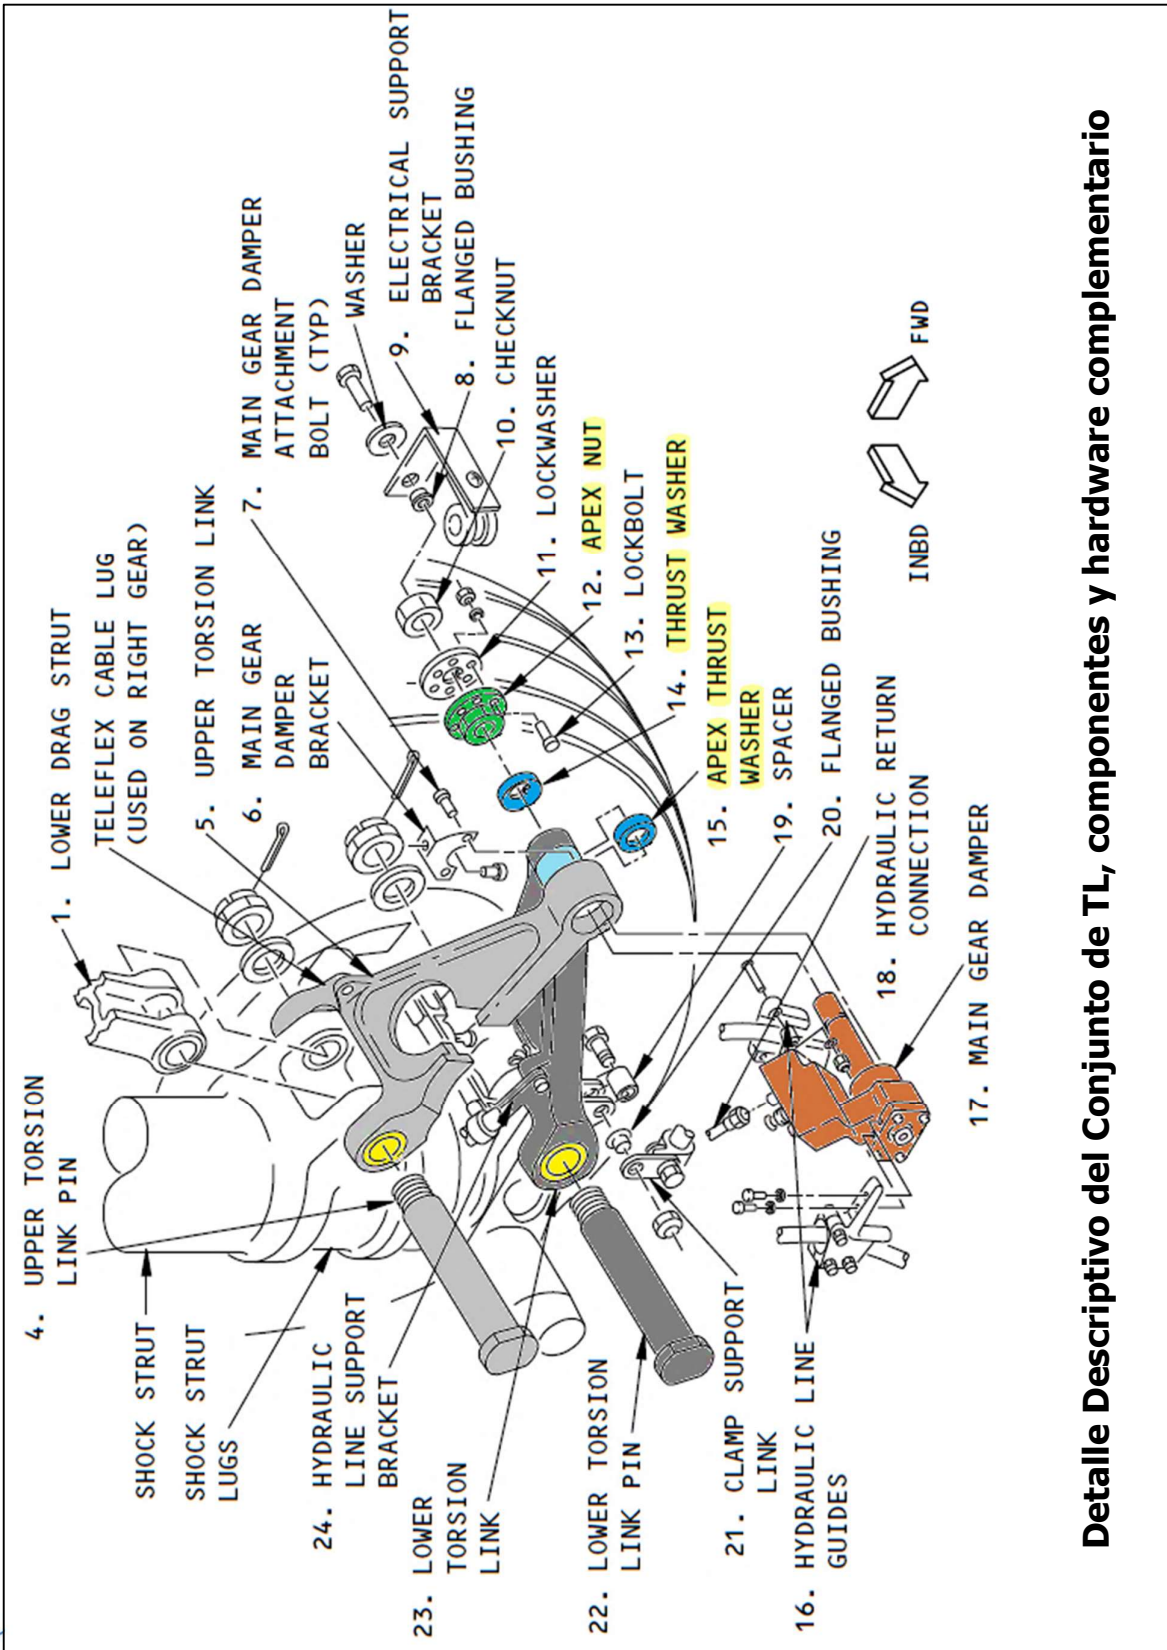 4. UPPER TORSION
LINK PIN
SHOCK STRUT
SHOCK STRUT
LUGS
24. HYDRAULIC
LINE SUPPORT
BRACKET
23. LOWER
TORSION
LINK
22. LOWER TORSION
LINK PIN
21. CLAMP SUPPORT
LINK
16. HYDRAULIC LINE
GUIDES
1. LOWER DRAG STRUT
TELEFLEX CABLE LUG
(USED ON RIGHT GEAR)
5. UPPER TORSION LINK
6. MAIN GEAR
DAMPER
BRACKET
7. MAIN GEAR DAMPER
ATTACHMENT
BOLT (TYP)
WASHER
9. ELECTRICAL SUPPORT
BRACKET
8. FLANGED BUSHING
10. CHECKNUT
11. LOCKWASHER
12. APEX NUT
13. LOCKBOLT
14. THRUST WASHER
15. APEX THRUST
WASHER
19. SPACER
20. FLANGED BUSHING
18. HYDRAULIC RETURN
CONNECTION
17. MAIN GEAR DAMPER
INBD
FWD
Detalle Descriptivo del Conjunto de TL, componentes y hardware complementario